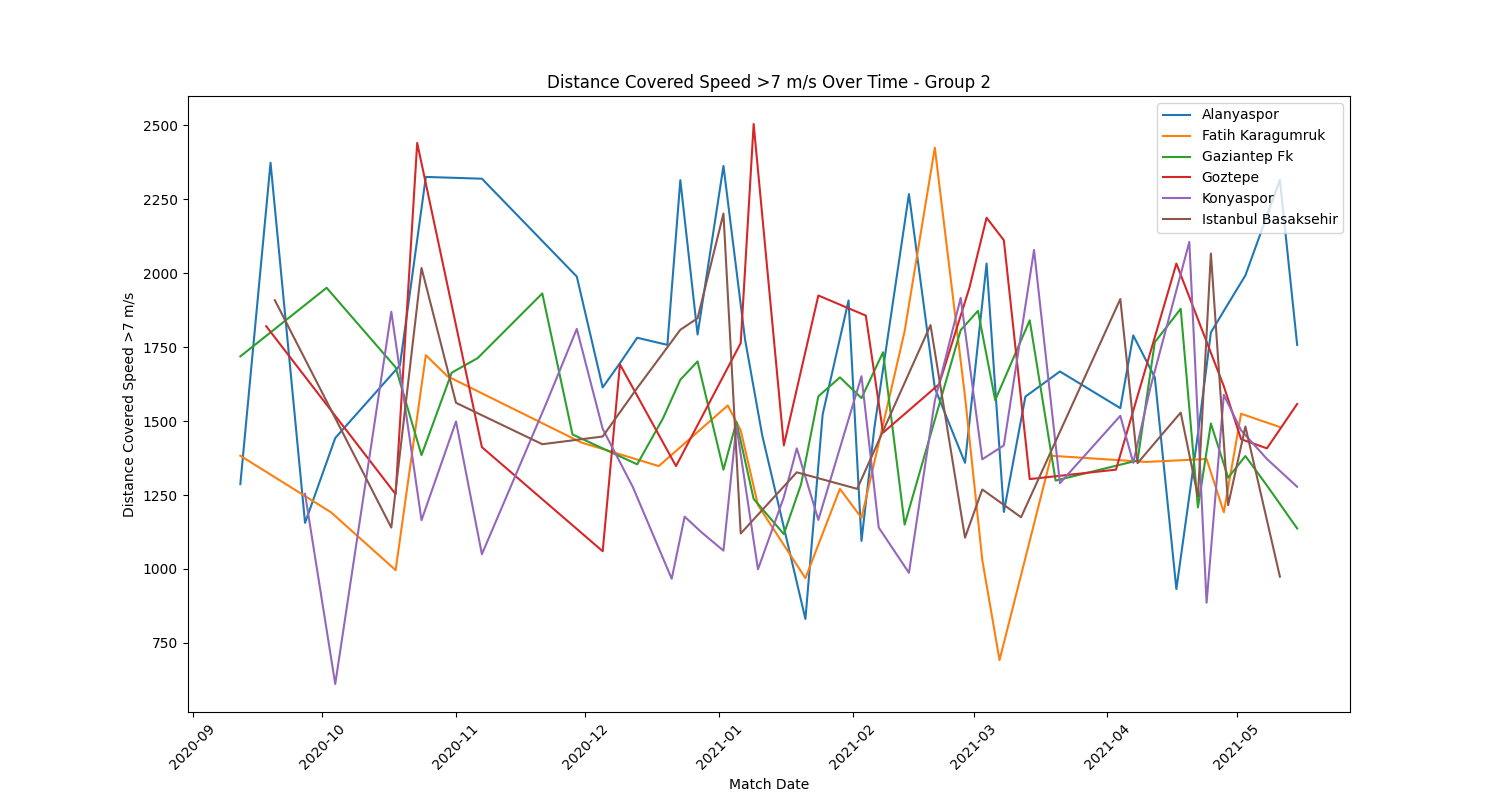 Distance Covered Speed >7 m/s Over Time - Group 2
Alanyaspor
Fatih Karagumruk
Gaziantep Fk
Goztepe
Konyaspor
Istanbul Basaksehir
Distance Covered Speed >7 m/s
2500
2250
2000
1750
1500
1250
1000
750
2020-09
2020-10
2020-11
2020-12
2021-01
2021-02
2021-03
2021-04
2021-05
Match Date